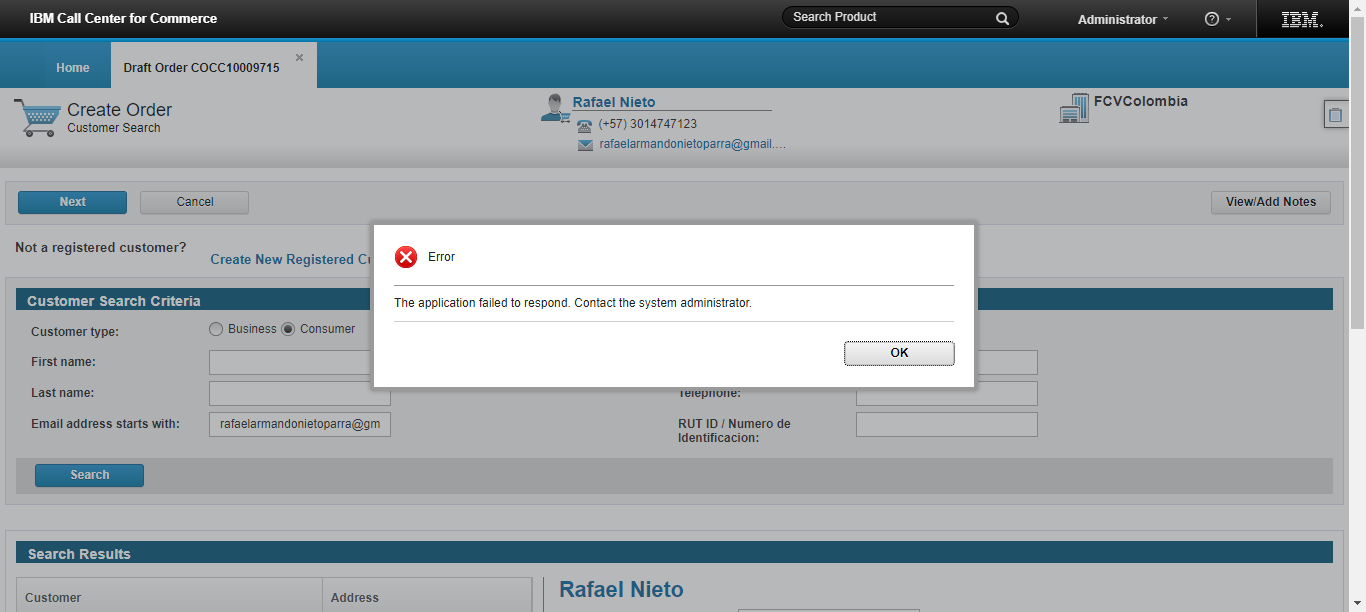 IBM Call Center for Commerce
Search Product
Administrator
?
IBM.
Home
Draft Order COCC10009715
Create Order
Customer Search
Rafael Nieto
(+57) 3014747123
rafaelarmandonietoparra@gmail....
FCVColombia
Next
Cancel
View/Add Notes
Not a registered customer?
Create New Registered
Error
The application failed to respond. Contact the system administrator.
OK
Customer Search Criteria
Customer type:
Business
Consumer
First name:
Last name:
Telephone:
Email address starts with:
rafaelarmandonietoparra@gm
RUT ID / Numero de
Identificacion:
Search
Search Results
Customer
Address
Rafael Nieto